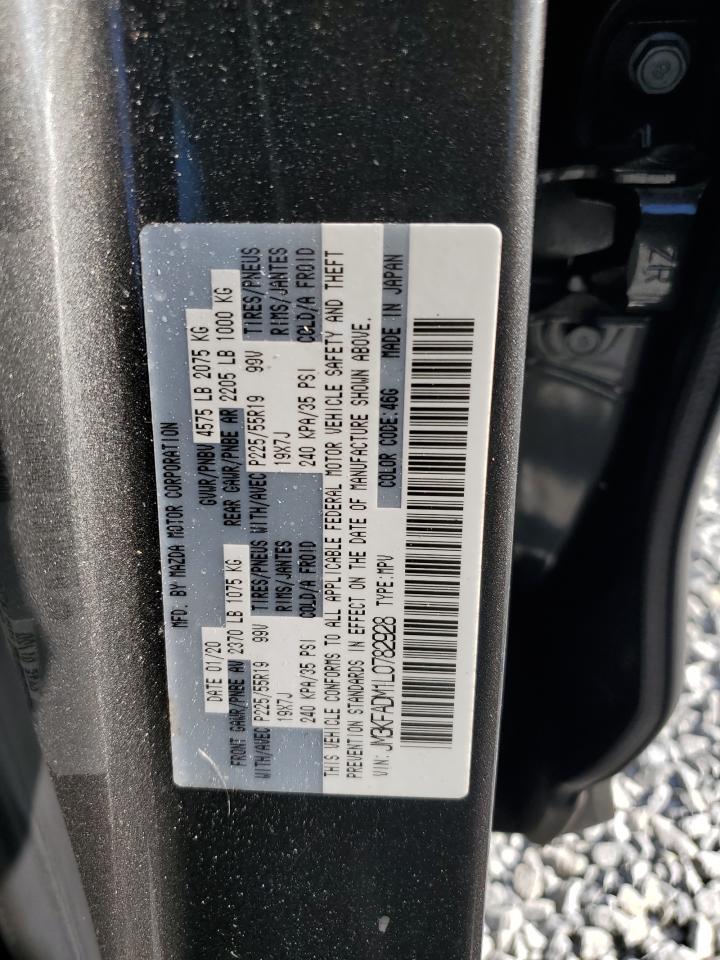 MFD. BY MAZDA MOTOR CORPORATION
DATE 01/20 GVWR/PNBV 4575 LB 2075 KG
FRONT GAWR/PNBE AV 2370 LB 1075 KG REAR GAWR/PNBE AR 2205 LB 1000 KG
WITH/AVEC P225/55R19 99V TIRES/PNEUS WITH/AVEC P225/55R19 99V TIRES/PNEUS
19X7J RIMS/JANTES 19X7J RIMS/JANTES
240 KPA/35 PSI COLD/A FROID 240 KPA/35 PSI COLD/A FROID
THIS VEHICLE CONFORMS TO ALL APPLICABLE FEDERAL MOTOR VEHICLE SAFETY AND THEFT
PREVENTION STANDARDS IN EFFECT ON THE DATE OF MANUFACTURE SHOWN ABOVE.
VIN: JM3KFADM1L0782928 TYPE: MPV COLOR CODE: 46G MADE IN JAPAN
8
ZR